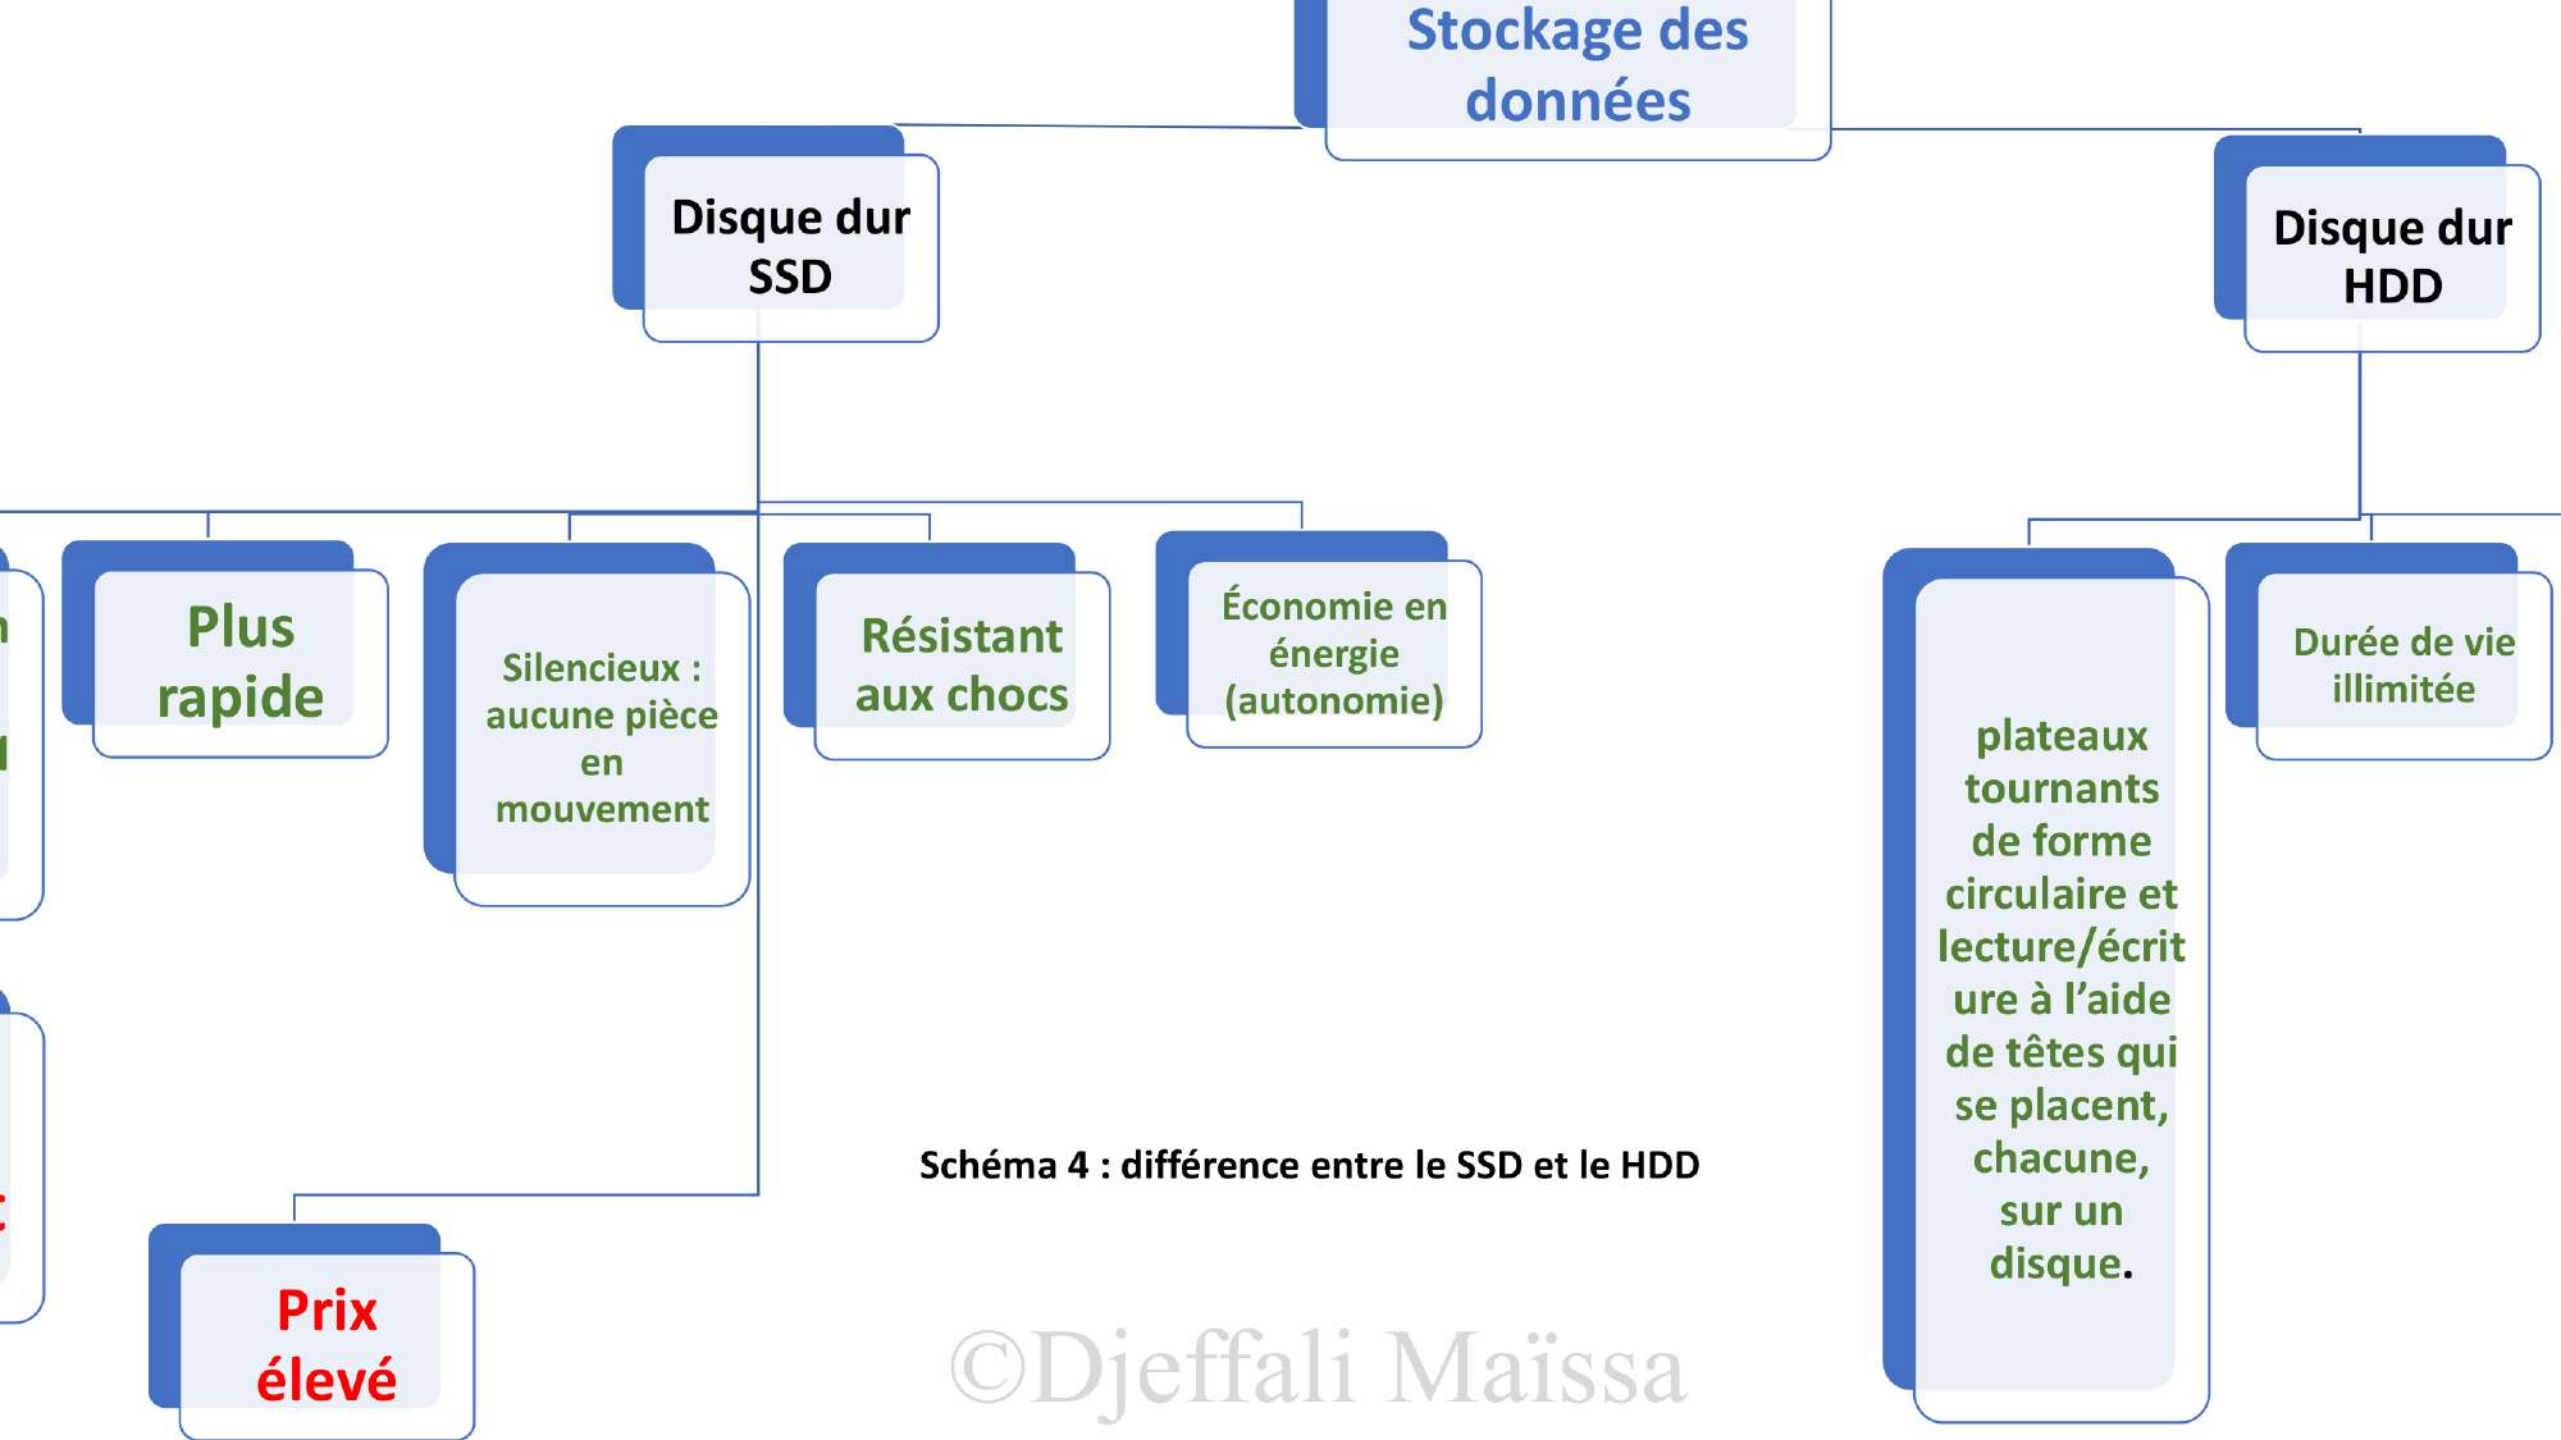 Stockage des
données
Disque dur
SSD
Disque dur
HDD
Plus
rapide
Silencieux :
aucune pièce
en
mouvement
Résistant
aux chocs
Économie en
énergie
(autonomie)
plateaux
tournants
de forme
circulaire et
lecture/écrit
ure à l’aide
de têtes qui
se placent,
chacune,
sur un
disque.
Durée de vie
illimitée
Schéma 4 : différence entre le SSD et le HDD
Prix
élevé
©Djeffali Maïssa